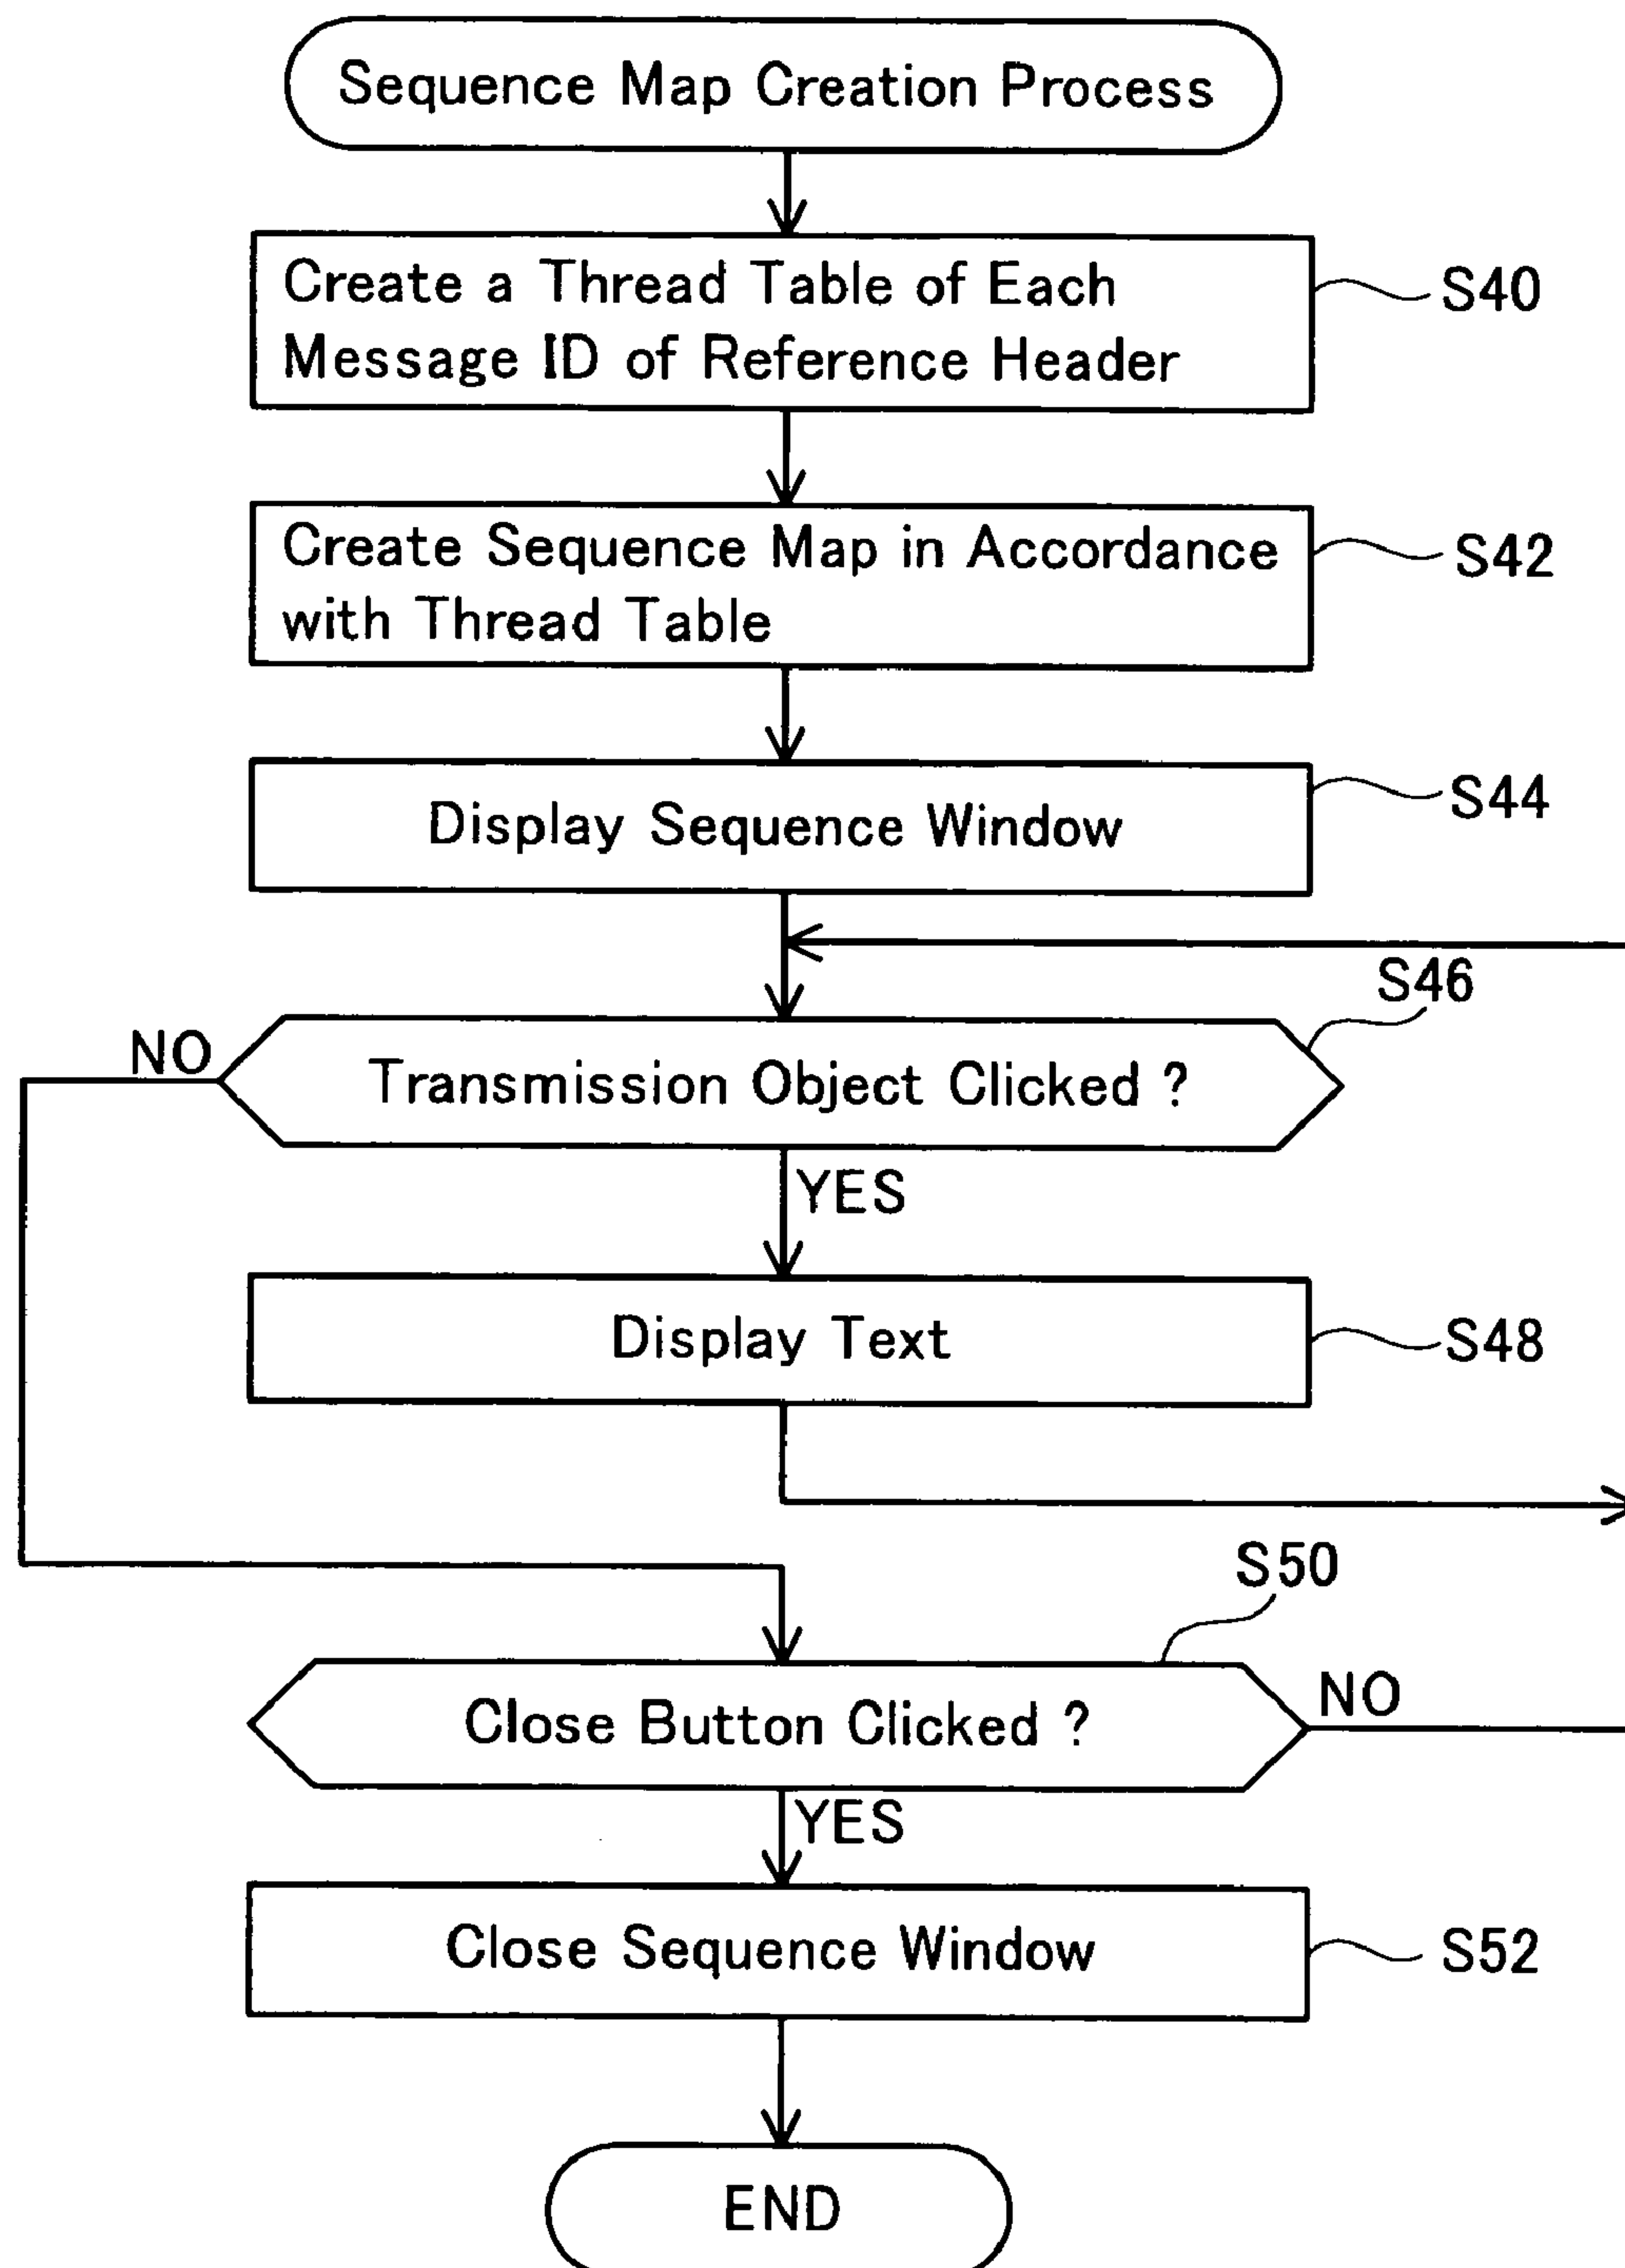 Sequence Map Creation Process
Create a Thread Table of Each
Message ID of Reference Header
S40
Create Sequence Map in Accordance
with Thread Table
S42
Display Sequence Window
S44
S46
NO
Transmission Object Clicked ?
YES
Display Text
S48
S50
Close Button Clicked ?
NO
YES
Close Sequence Window
S52
END